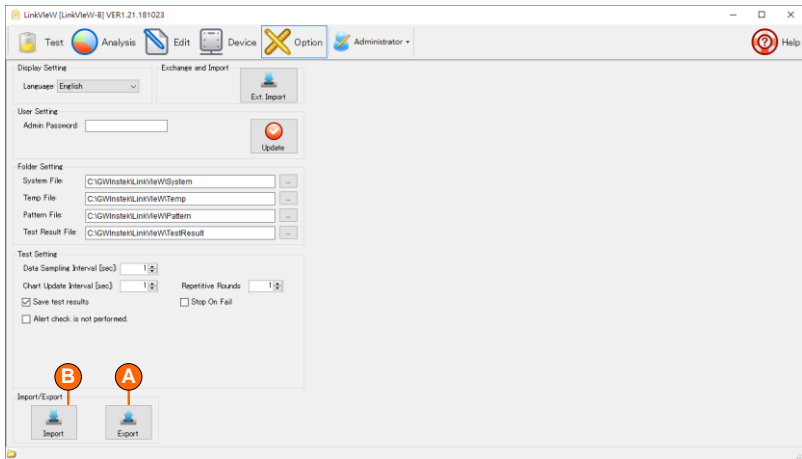 LinkVIeW [LinkVIeW-B] VER1.21.181023
Test Analysis Edit Device Option Administrator Help
Display Setting
Exchange and Import
Language: English
Ext. Import
User Setting
Admin Password:
Update
Folder Setting
System File: C:\GWInstek\LinkVIeW\System ...
Temp File: C:\GWInstek\LinkVIeW\Temp ...
Pattern File: C:\GWInstek\LinkVIeW\Pattern ...
Test Result File: C:\GWInstek\LinkVIeW\TestResult ...
Test Setting
Data Sampling Interval [sec]: 1
Chart Update Interval [sec]: 1 Repetitive Rounds 1
Save test results Stop On Fail
Alert check is not performed.
B A
Import/Export
Import Export